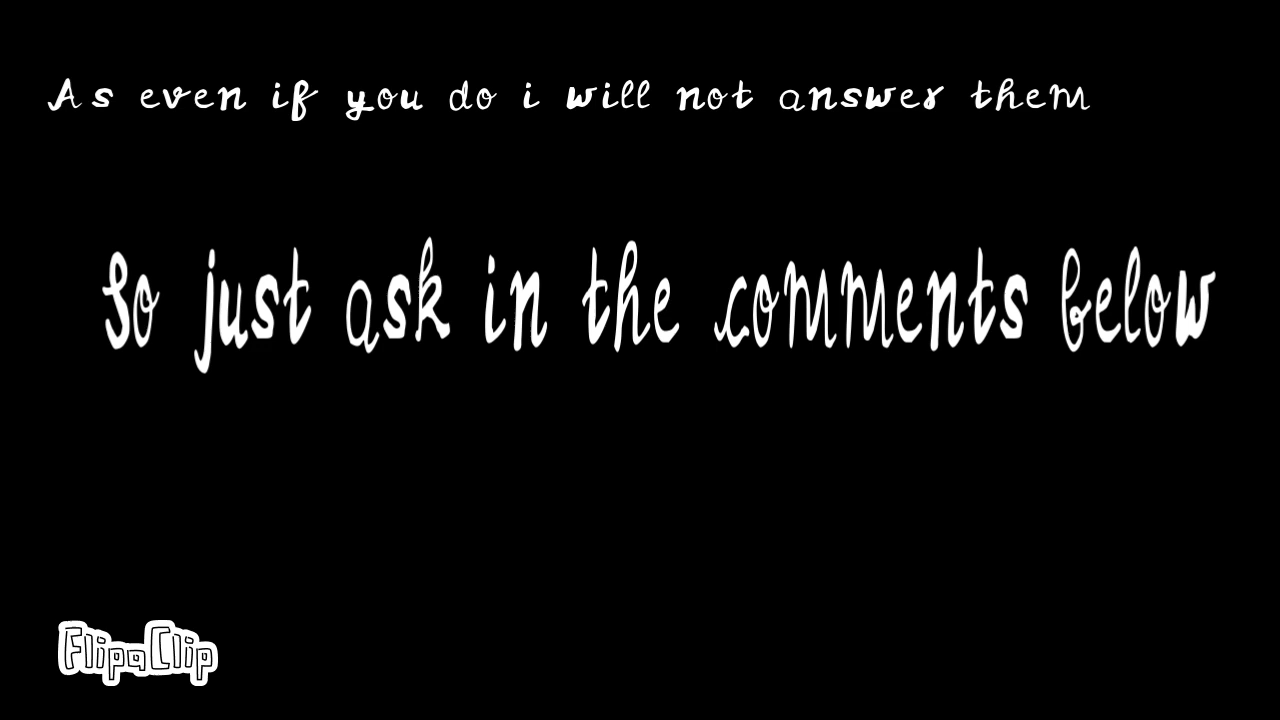 As even if you do i will not answer them
So just ask in the comments below
FlipaClip